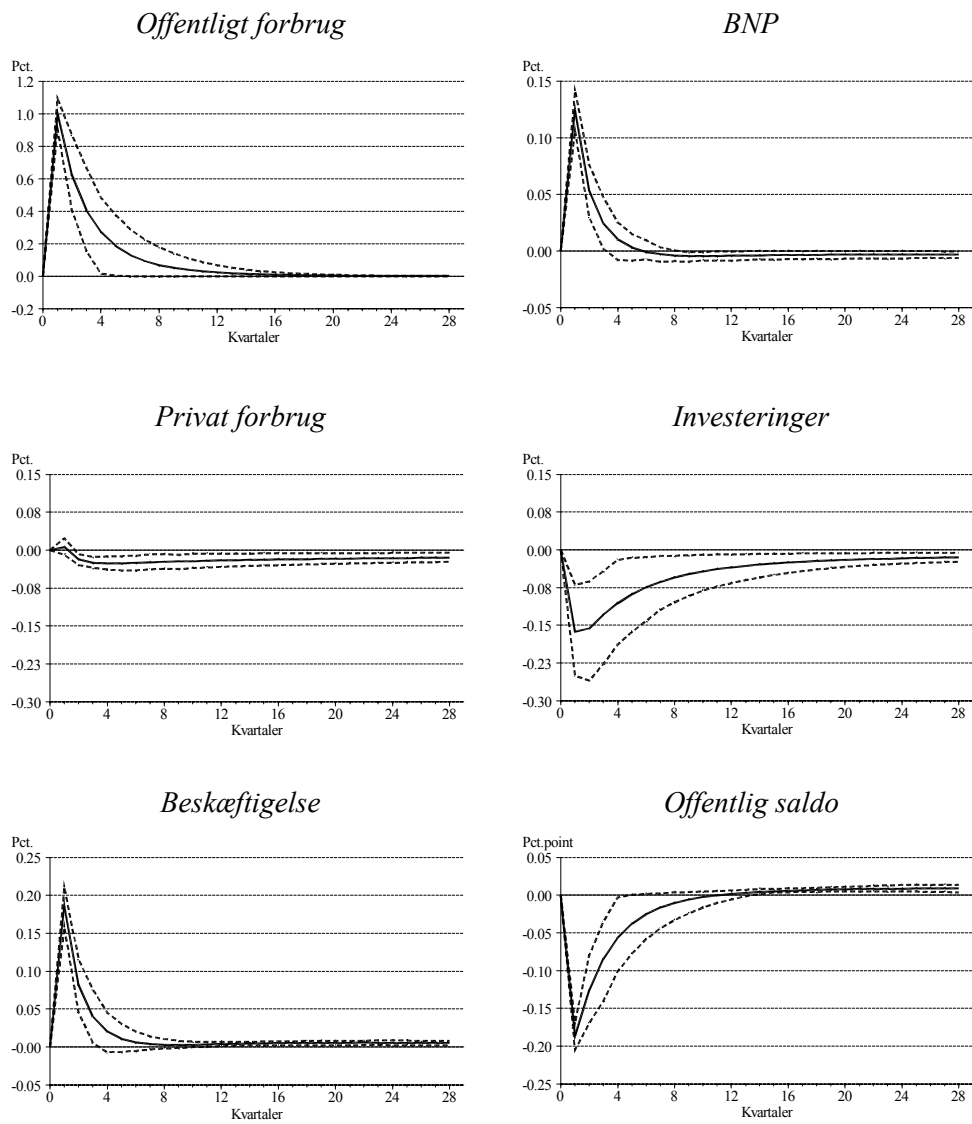 Offentligt forbrug
Pct.
1.2
1.0
0.8
0.6
0.4
0.2
0.0
-0.2
0 4 8 12 16 20 24 28
Kvartaler
BNP
Pct.
0.15
0.10
0.05
0.00
-0.05
0 4 8 12 16 20 24 28
Kvartaler
Privat forbrug
Pct.
0.15
0.08
0.00
-0.08
-0.15
-0.23
-0.30
0 4 8 12 16 20 24 28
Kvartaler
Investeringer
Pct.
0.15
0.08
0.00
-0.08
-0.15
-0.23
-0.30
0 4 8 12 16 20 24 28
Kvartaler
Beskæftigelse
Pct.
0.25
0.20
0.15
0.10
0.05
-0.00
-0.05
0 4 8 12 16 20 24 28
Kvartaler
Offentlig saldo
Pct.point
0.05
0.00
-0.05
-0.10
-0.15
-0.20
-0.25
0 4 8 12 16 20 24 28
Kvartaler